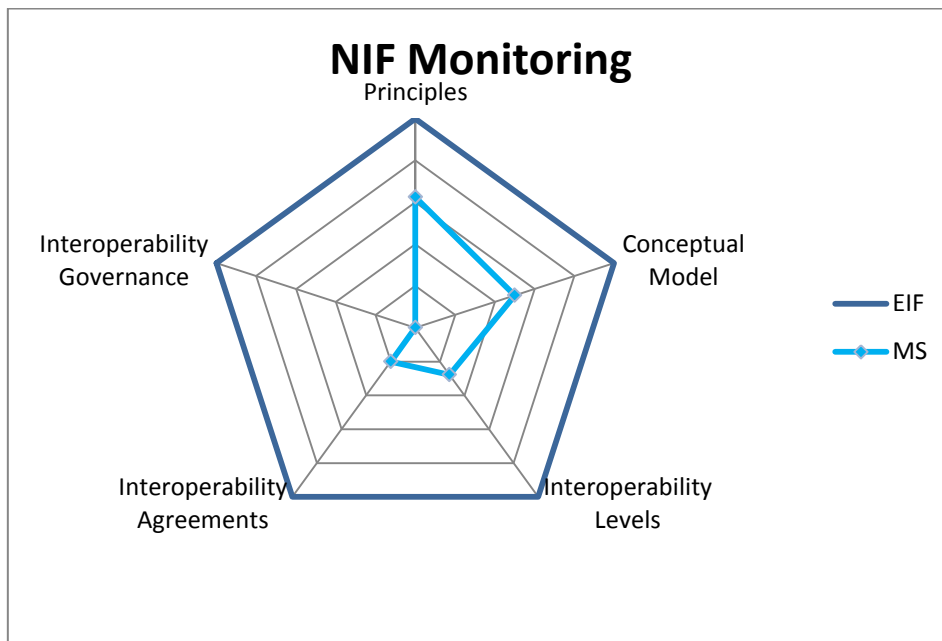 NIF Monitoring
Principles
Interoperability
Governance
Conceptual
Model
EIF
MS
Interoperability
Agreements
Interoperability
Levels